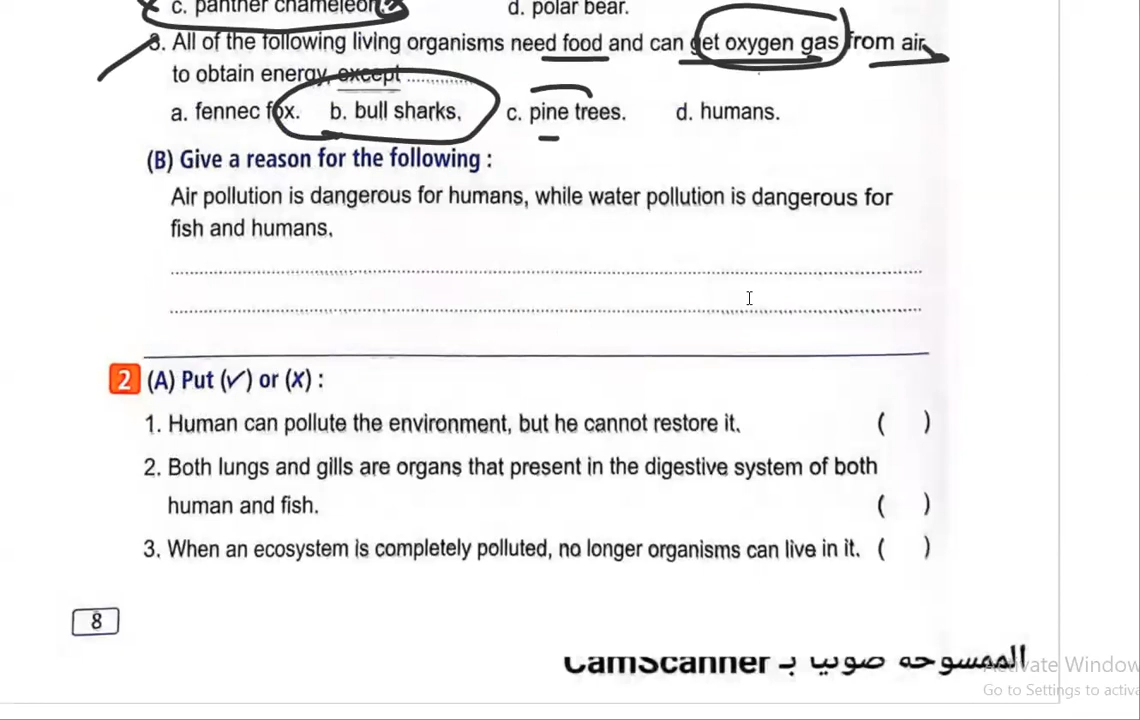 c. panther chameleon. d. polar bear.
3. All of the following living organisms need food and can get oxygen gas from air
to obtain energy, except ............
a. fennec fox. b. bull sharks. c. pine trees. d. humans.
(B) Give a reason for the following :
Air pollution is dangerous for humans, while water pollution is dangerous for
fish and humans.
2 (A) Put (✓) or (X) :
1. Human can pollute the environment, but he cannot restore it. ( )
2. Both lungs and gills are organs that present in the digestive system of both
human and fish. ( )
3. When an ecosystem is completely polluted, no longer organisms can live in it. ( )
8
الممسوحة ضوئيا بـ CamScanner
Activate Window
Go to Settings to activa